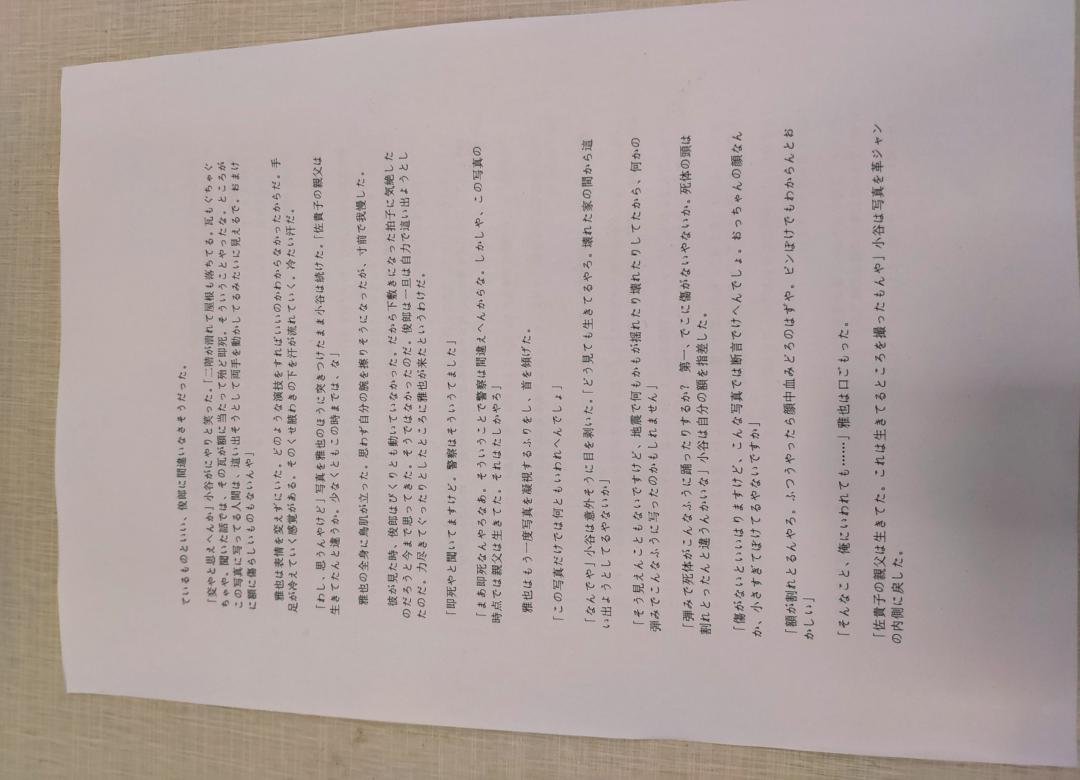 ているものといい、俊郎に間違いなさそうだった。
「変やと思えへんか」小谷がにやりと笑った。「二階が潰れて屋根も落ちてる。瓦もぐちゃぐ
ちゃや。聞いた話では、その瓦が額に当たって殆ど即死。そういうことやったな。ところが
この写真に写ってる人間は、這い出そうとして両手を動かしてるみたいに見えるで。おまけ
に額に傷らしいものもないんや」
雅也は表情を変えずにいた。どのような演技をすればいいのかわからなかったからだ。手
足が冷えていく感覚がある。そのくせ腋わきの下を汗が流れていく。冷たい汗だ。
「わし、思うんやけど」写真を雅也のほうに突きつけたまま小谷は続けた。「佐貴子の親父は
生きてたんと違うか。少なくともこの時までは、な」
雅也の全身に鳥肌が立った。思わず自分の腕を擦りそうになったが、寸前で我慢した。
彼が見た時、俊郎はぴくりとも動いていなかった。だから下敷きになった拍子に気絶した
のだろうと今まで思ってきた。そうではなかったのだ。俊郎は一旦は自力で這い出ようとし
たのだ。力尽きてぐったりとしたところに雅也が来たというわけだ。
「即死やと聞いてますけど。警察はそういうてました」
「まあ即死なんやろなあ。そういうことで警察は間違えへんからな。しかしや、この写真の
時点では親父は生きてた。それはたしかやろ」
雅也はもう一度写真を凝視するふりをし、首を傾げた。
「この写真だけでは何ともいわれへんでしょ」
「なんでや」小谷は意外そうに目を剥いた。「どう見ても生きてるやろ。壊れた家の間から這
い出ようとしてるやないか」
「そう見えんこともないですけど、地震で何もかもが揺れたり壊れたりしてたから、何かの
弾みでこんなふうに写ったのかもしれません」
「弾みで死体がこんなふうに踊ったりするか？ 第一、でこに傷がないやないか。死体の頭は
割れとったんと違うんかいな」小谷は自分の額を指差した。
「傷がないといいはりますけど、こんな写真では断言でけへんでしょ。おっちゃんの顔なん
か、小さすぎてぼけてるやないですか」
「額が割れとるんやろ。ふつうやったら顔中血みどろのはずや。ピンぼけでもわからんとお
かしい」
「そんなこと、俺にいわれても……」雅也は口ごもった。
「佐貴子の親父は生きてた。これは生きてるところを撮ったもんや」小谷は写真を革ジャン
の内側に戻した。